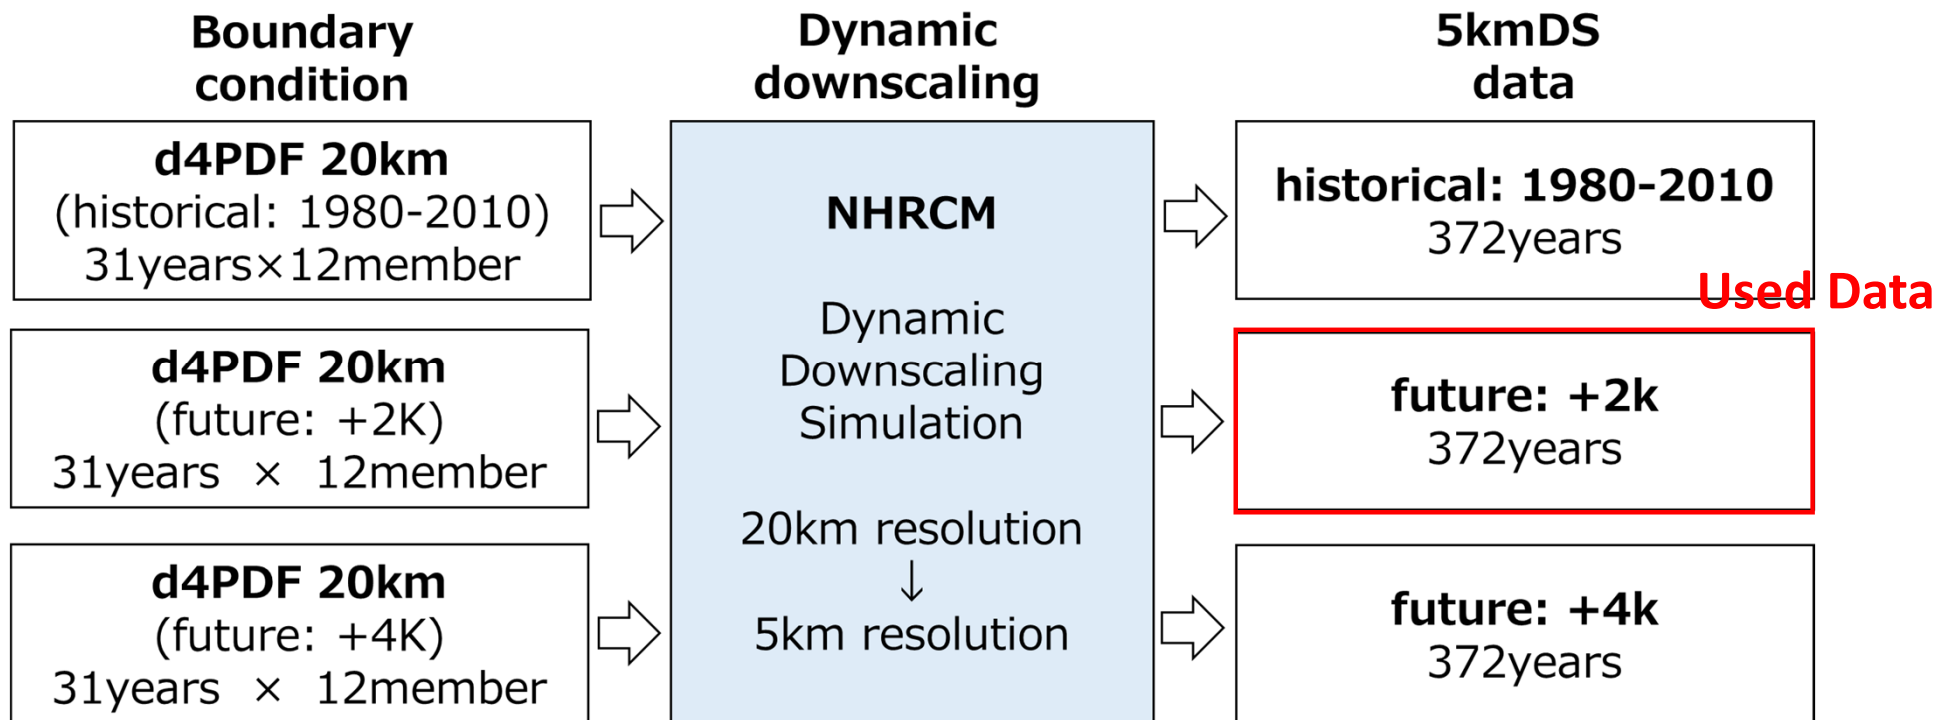 Boundary
condition
Dynamic
downscaling
5kmDS
data
d4PDF 20km
(historical: 1980-2010)
31years×12member
d4PDF 20km
(future: +2K)
31years × 12member
d4PDF 20km
(future: +4K)
31years × 12member
NHRCM
Dynamic
Downscaling
Simulation
20km resolution
↓
5km resolution
historical: 1980-2010
372years
Used Data
future: +2k
372years
future: +4k
372years